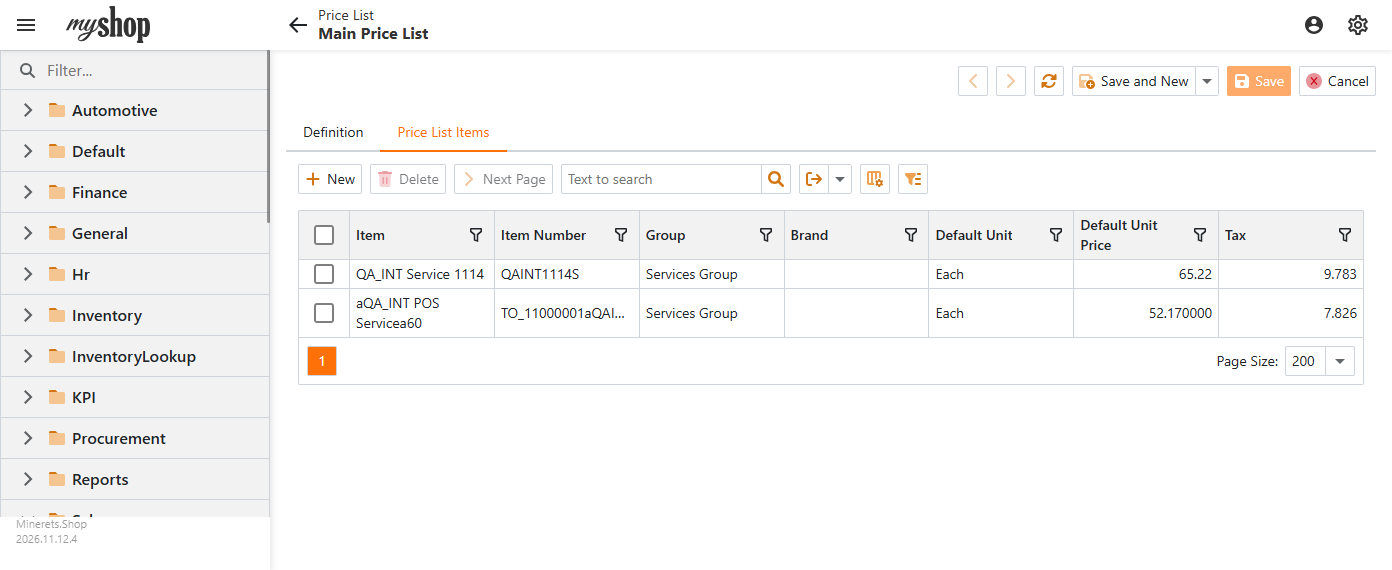 myshop
Price List
Main Price List
Filter...
Automotive
Default
Finance
General
Hr
Inventory
InventoryLookup
KPI
Procurement
Reports
Minerets.Shop
2026.11.12.4
Save and New
Save
Cancel
Definition
Price List Items
New
Delete
Next Page
Text to search
Item
Item Number
Group
Brand
Default Unit
Default Unit
Price
Tax
QA_INT Service 1114
QAINT1114S
Services Group
Each
65.22
9.783
aQA_INT POS
Servicea60
TO_11000001aQAI...
Services Group
Each
52.170000
7.826
1
Page Size:
200